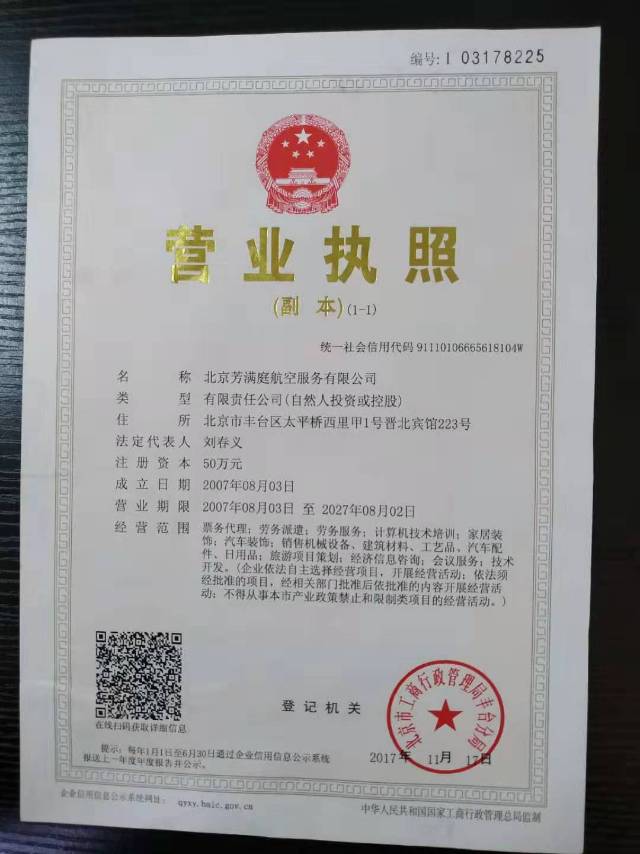 编号:1 03178225
营业执照
(副 本)(1-1)
统一社会信用代码 91110106665618104W
名 称 北京芳满庭航空服务有限公司
类 型 有限责任公司(自然人投资或控股)
住 所 北京市丰台区太平桥西里甲1号晋北宾馆223号
法定代表人 刘春义
注册资本 50万元
成立日期 2007年08月03日
营业期限 2007年08月03日 至 2027年08月02日
经营范围 票务代理；劳务派遣；劳务服务；计算机技术培训；家居装
饰；汽车装饰；销售机械设备、建筑材料、工艺品、汽车配
件、日用品；旅游项目策划；经济信息咨询；会议服务；技术
开发。(企业依法自主选择经营项目，开展经营活动；依法须
经批准的项目，经相关部门批准后依批准的内容开展经营活
动；不得从事本市产业政策禁止和限制类项目的经营活动。)
在线扫码获取详细信息
登记机关
北京市工商行政管理局丰台分局
2017年 11月 17日
提示：每年1月1日至6月30日通过企业信用信息公示系统
报送上一年度年度报告并公示。
企业信用信息公示系统网址： qyxy.baic.gov.cn
中华人民共和国国家工商行政管理总局监制